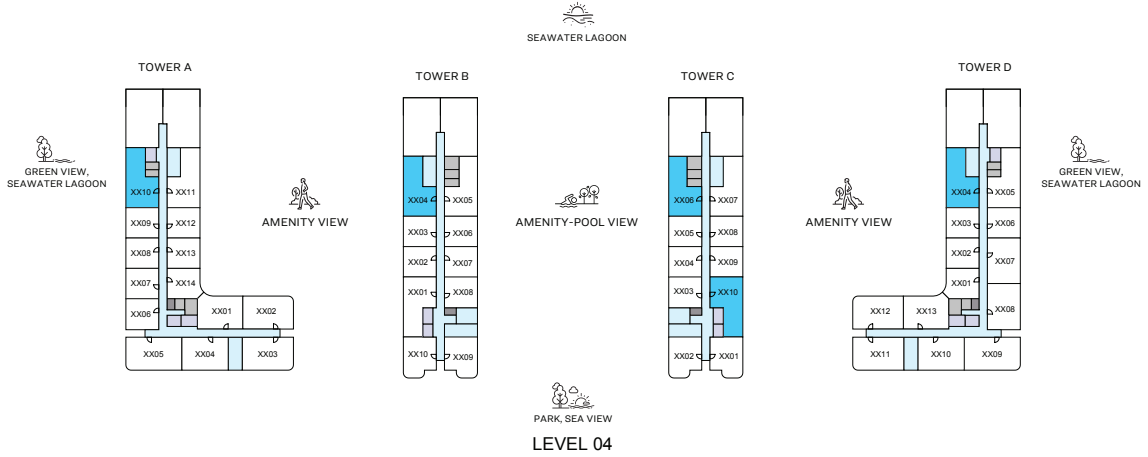 SEAWATER LAGOON
TOWER A
TOWER B
TOWER C
TOWER D
GREEN VIEW,
SEAWATER LAGOON
AMENITY VIEW
AMENITY-POOL VIEW
AMENITY VIEW
GREEN VIEW,
SEAWATER LAGOON
XX10
XX11
XX09
XX12
XX08
XX13
XX07
XX14
XX06
XX01
XX02
XX05
XX04
XX03
XX04
XX05
XX03
XX06
XX02
XX07
XX01
XX08
XX10
XX09
XX06
XX07
XX05
XX08
XX04
XX09
XX03
XX10
XX02
XX01
XX04
XX05
XX03
XX06
XX02
XX07
XX01
XX08
XX12
XX13
XX11
XX10
XX09
PARK, SEA VIEW
LEVEL 04